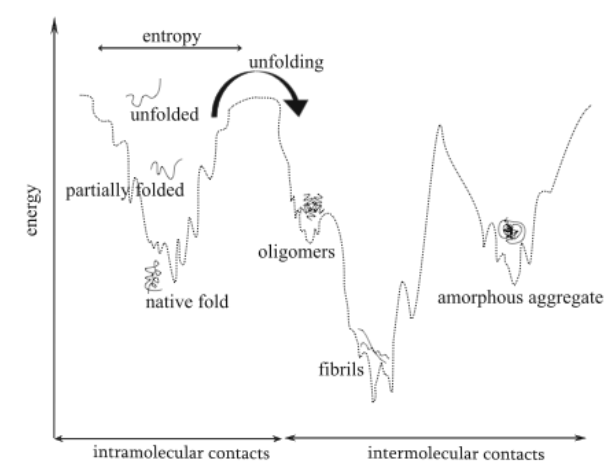 entropy
unfolding
unfolded
partially folded
energy
oligomers
native fold
amorphous aggregate
fibrils
intramolecular contacts
intermolecular contacts